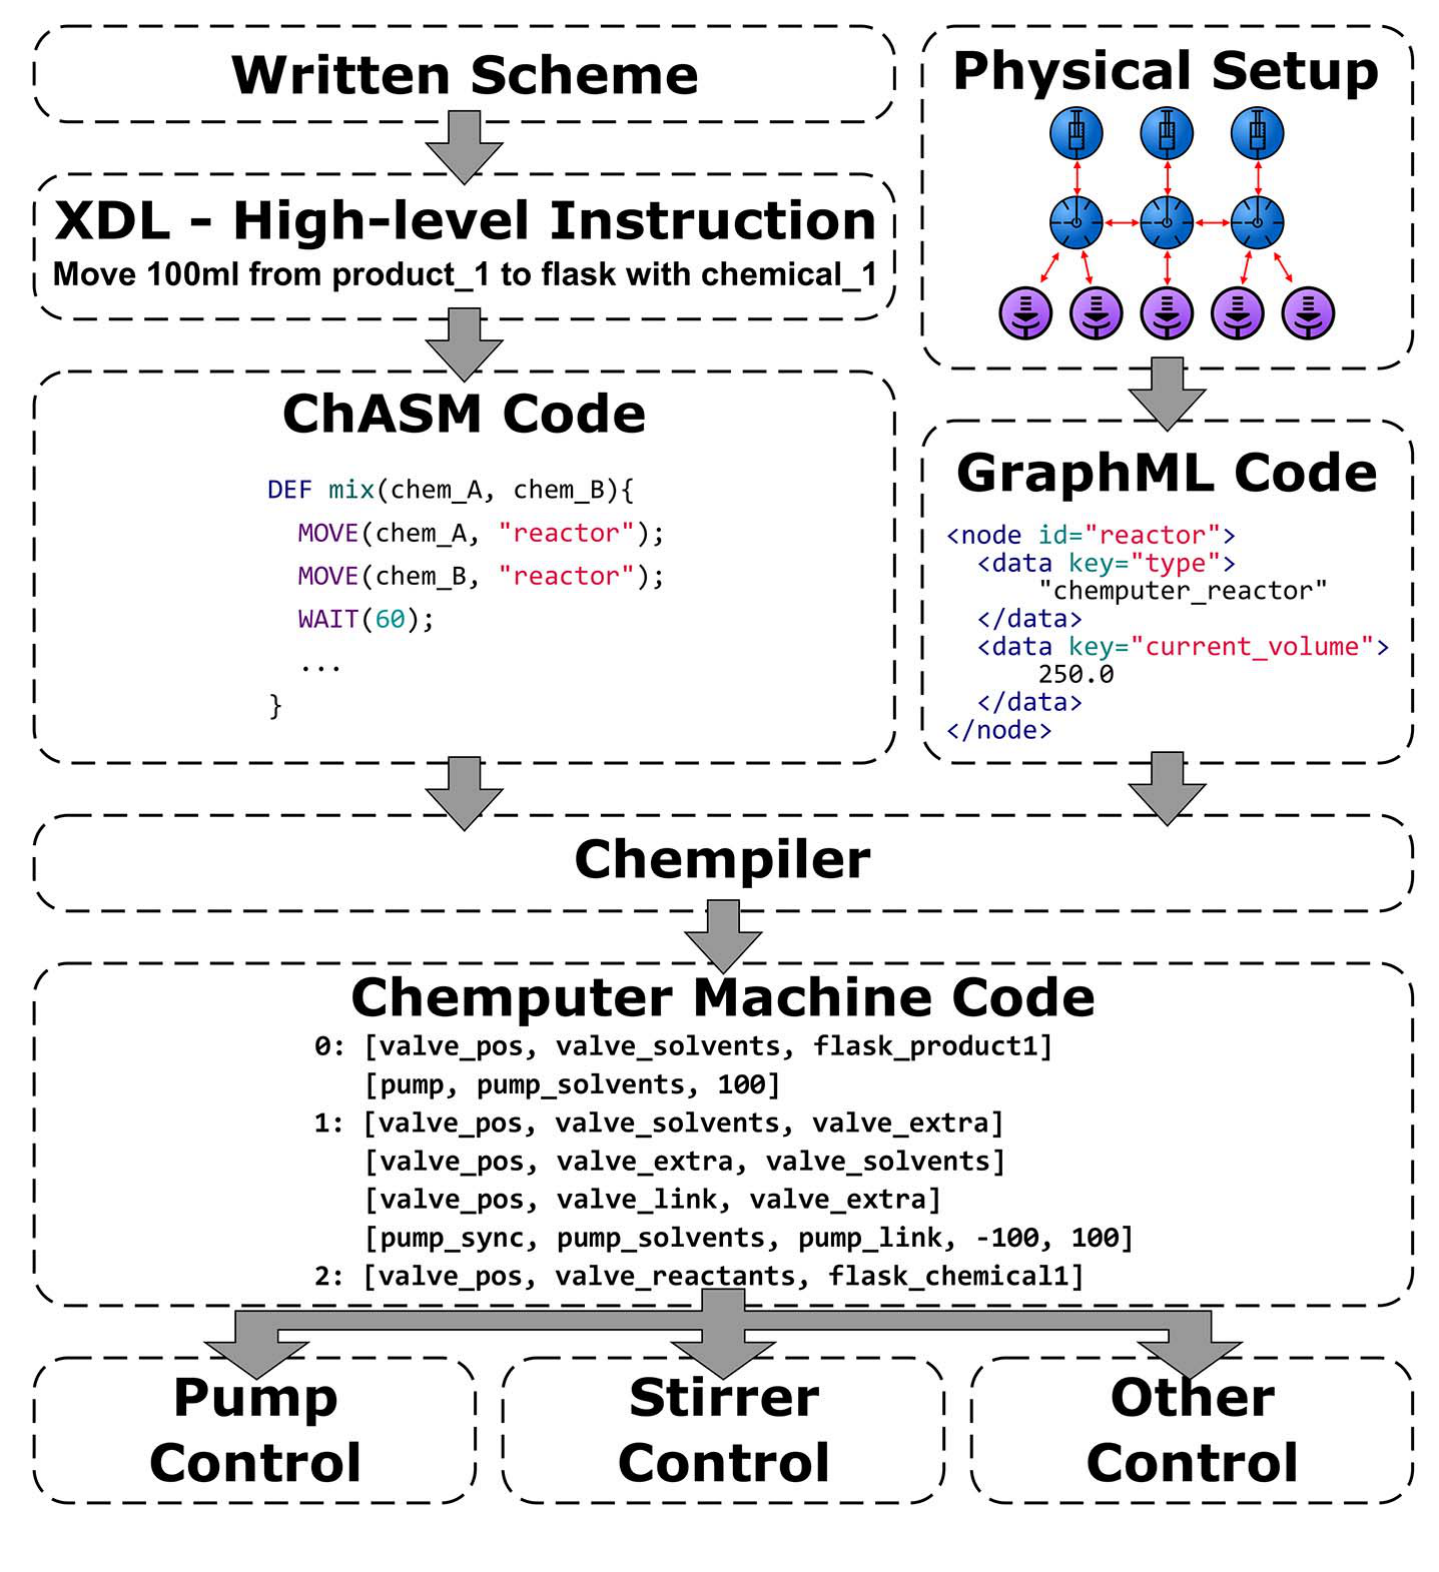 Written Scheme
XDL - High-level Instruction
Move 100ml from product_1 to flask with chemical_1
ChASM Code
DEF mix(chem_A, chem_B){
MOVE(chem_A, "reactor");
MOVE(chem_B, "reactor");
WAIT(60);
...
}
Physical Setup
GraphML Code
<node id="reactor">
<data key="type">
"chemputer_reactor"
</data>
<data key="current_volume">
250.0
</data>
</node>
Chempiler
Chemputer Machine Code
0: [valve_pos, valve_solvents, flask_product1]
[pump, pump_solvents, 100]
1: [valve_pos, valve_solvents, valve_extra]
[valve_pos, valve_extra, valve_solvents]
[valve_pos, valve_link, valve_extra]
[pump_sync, pump_solvents, pump_link, -100, 100]
2: [valve_pos, valve_reactants, flask_chemical1]
Pump
Control
Stirrer
Control
Other
Control